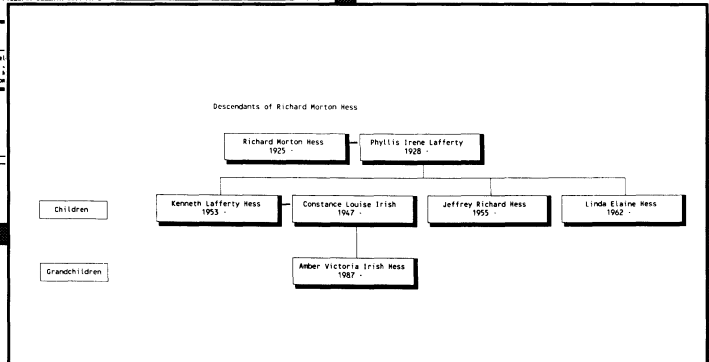 Descendants of Richard Morton Hess
Richard Morton Hess
1925 -
Phyllis Irene Lafferty
1928 -
Children
Kenneth Lafferty Hess
1953 -
Constance Louise Irish
1947 -
Jeffrey Richard Hess
1955 -
Linda Elaine Hess
1962 -
Grandchildren
Amber Victoria Irish Hess
1987 -